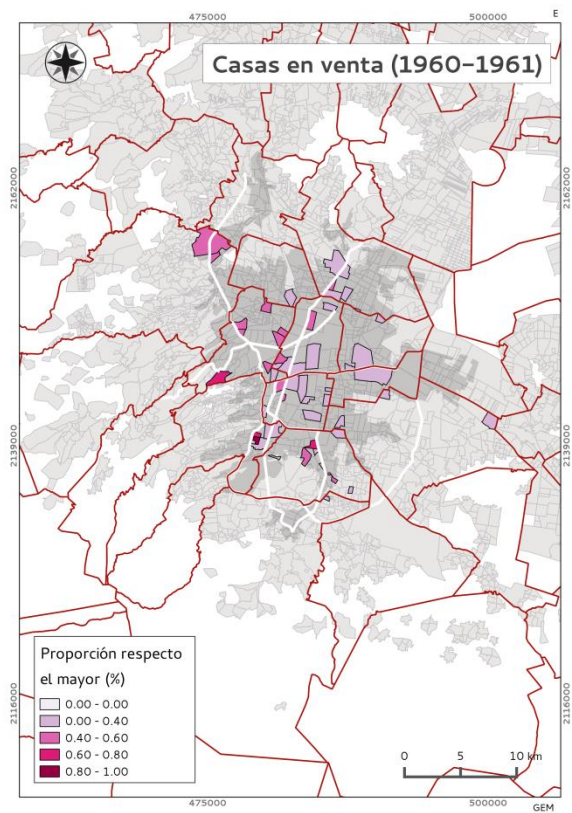 475000
500000
E
Casas en venta (1960–1961)
2162000
2162000
2139000
2139000
2116000
2116000
Proporción respecto
el mayor (%)
0.00 - 0.00
0.00 - 0.40
0.40 - 0.60
0.60 - 0.80
0.80 - 1.00
0
5
10 km
475000
500000
GEM